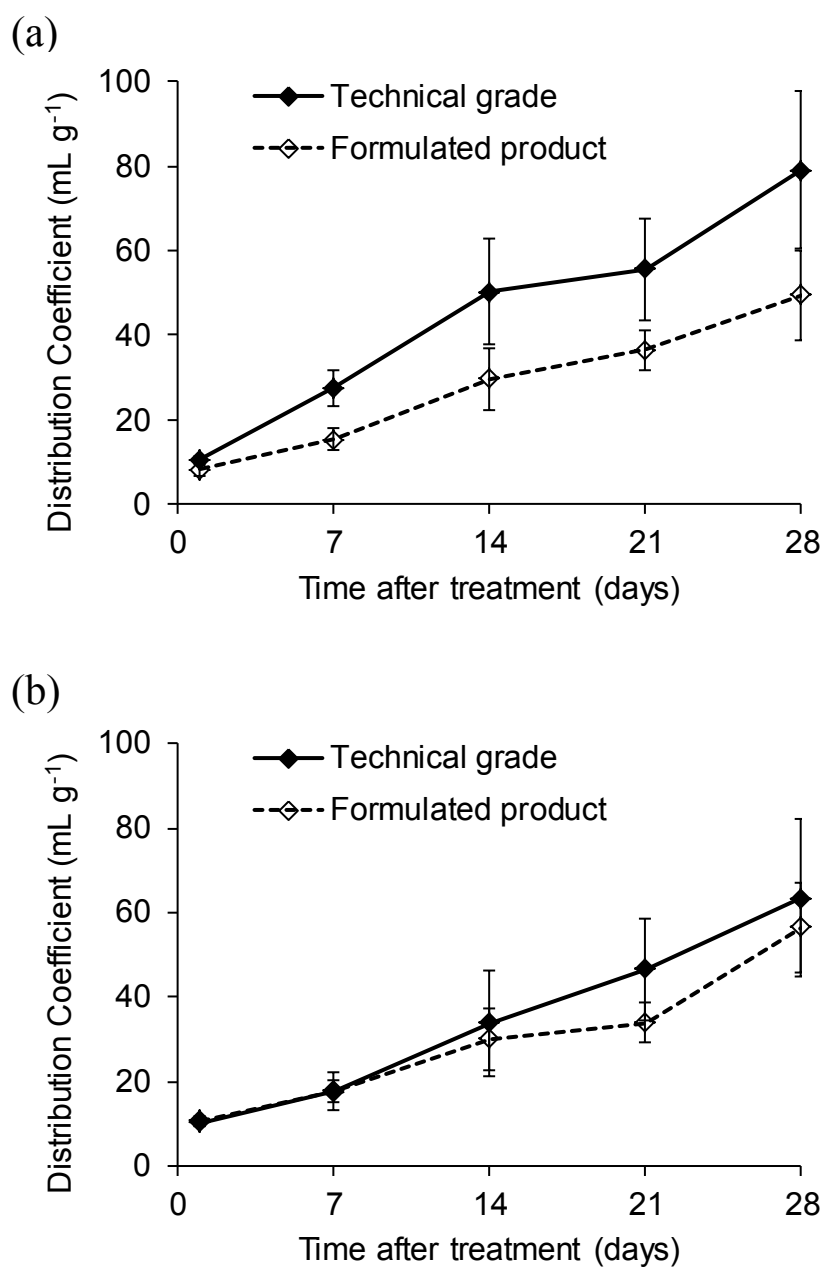 (a)
Distribution Coefficient (mL g⁻¹)
100
80
60
40
20
0
Technical grade
Formulated product
0 7 14 21 28
Time after treatment (days)
(b)
Distribution Coefficient (mL g⁻¹)
100
80
60
40
20
0
Technical grade
Formulated product
0 7 14 21 28
Time after treatment (days)